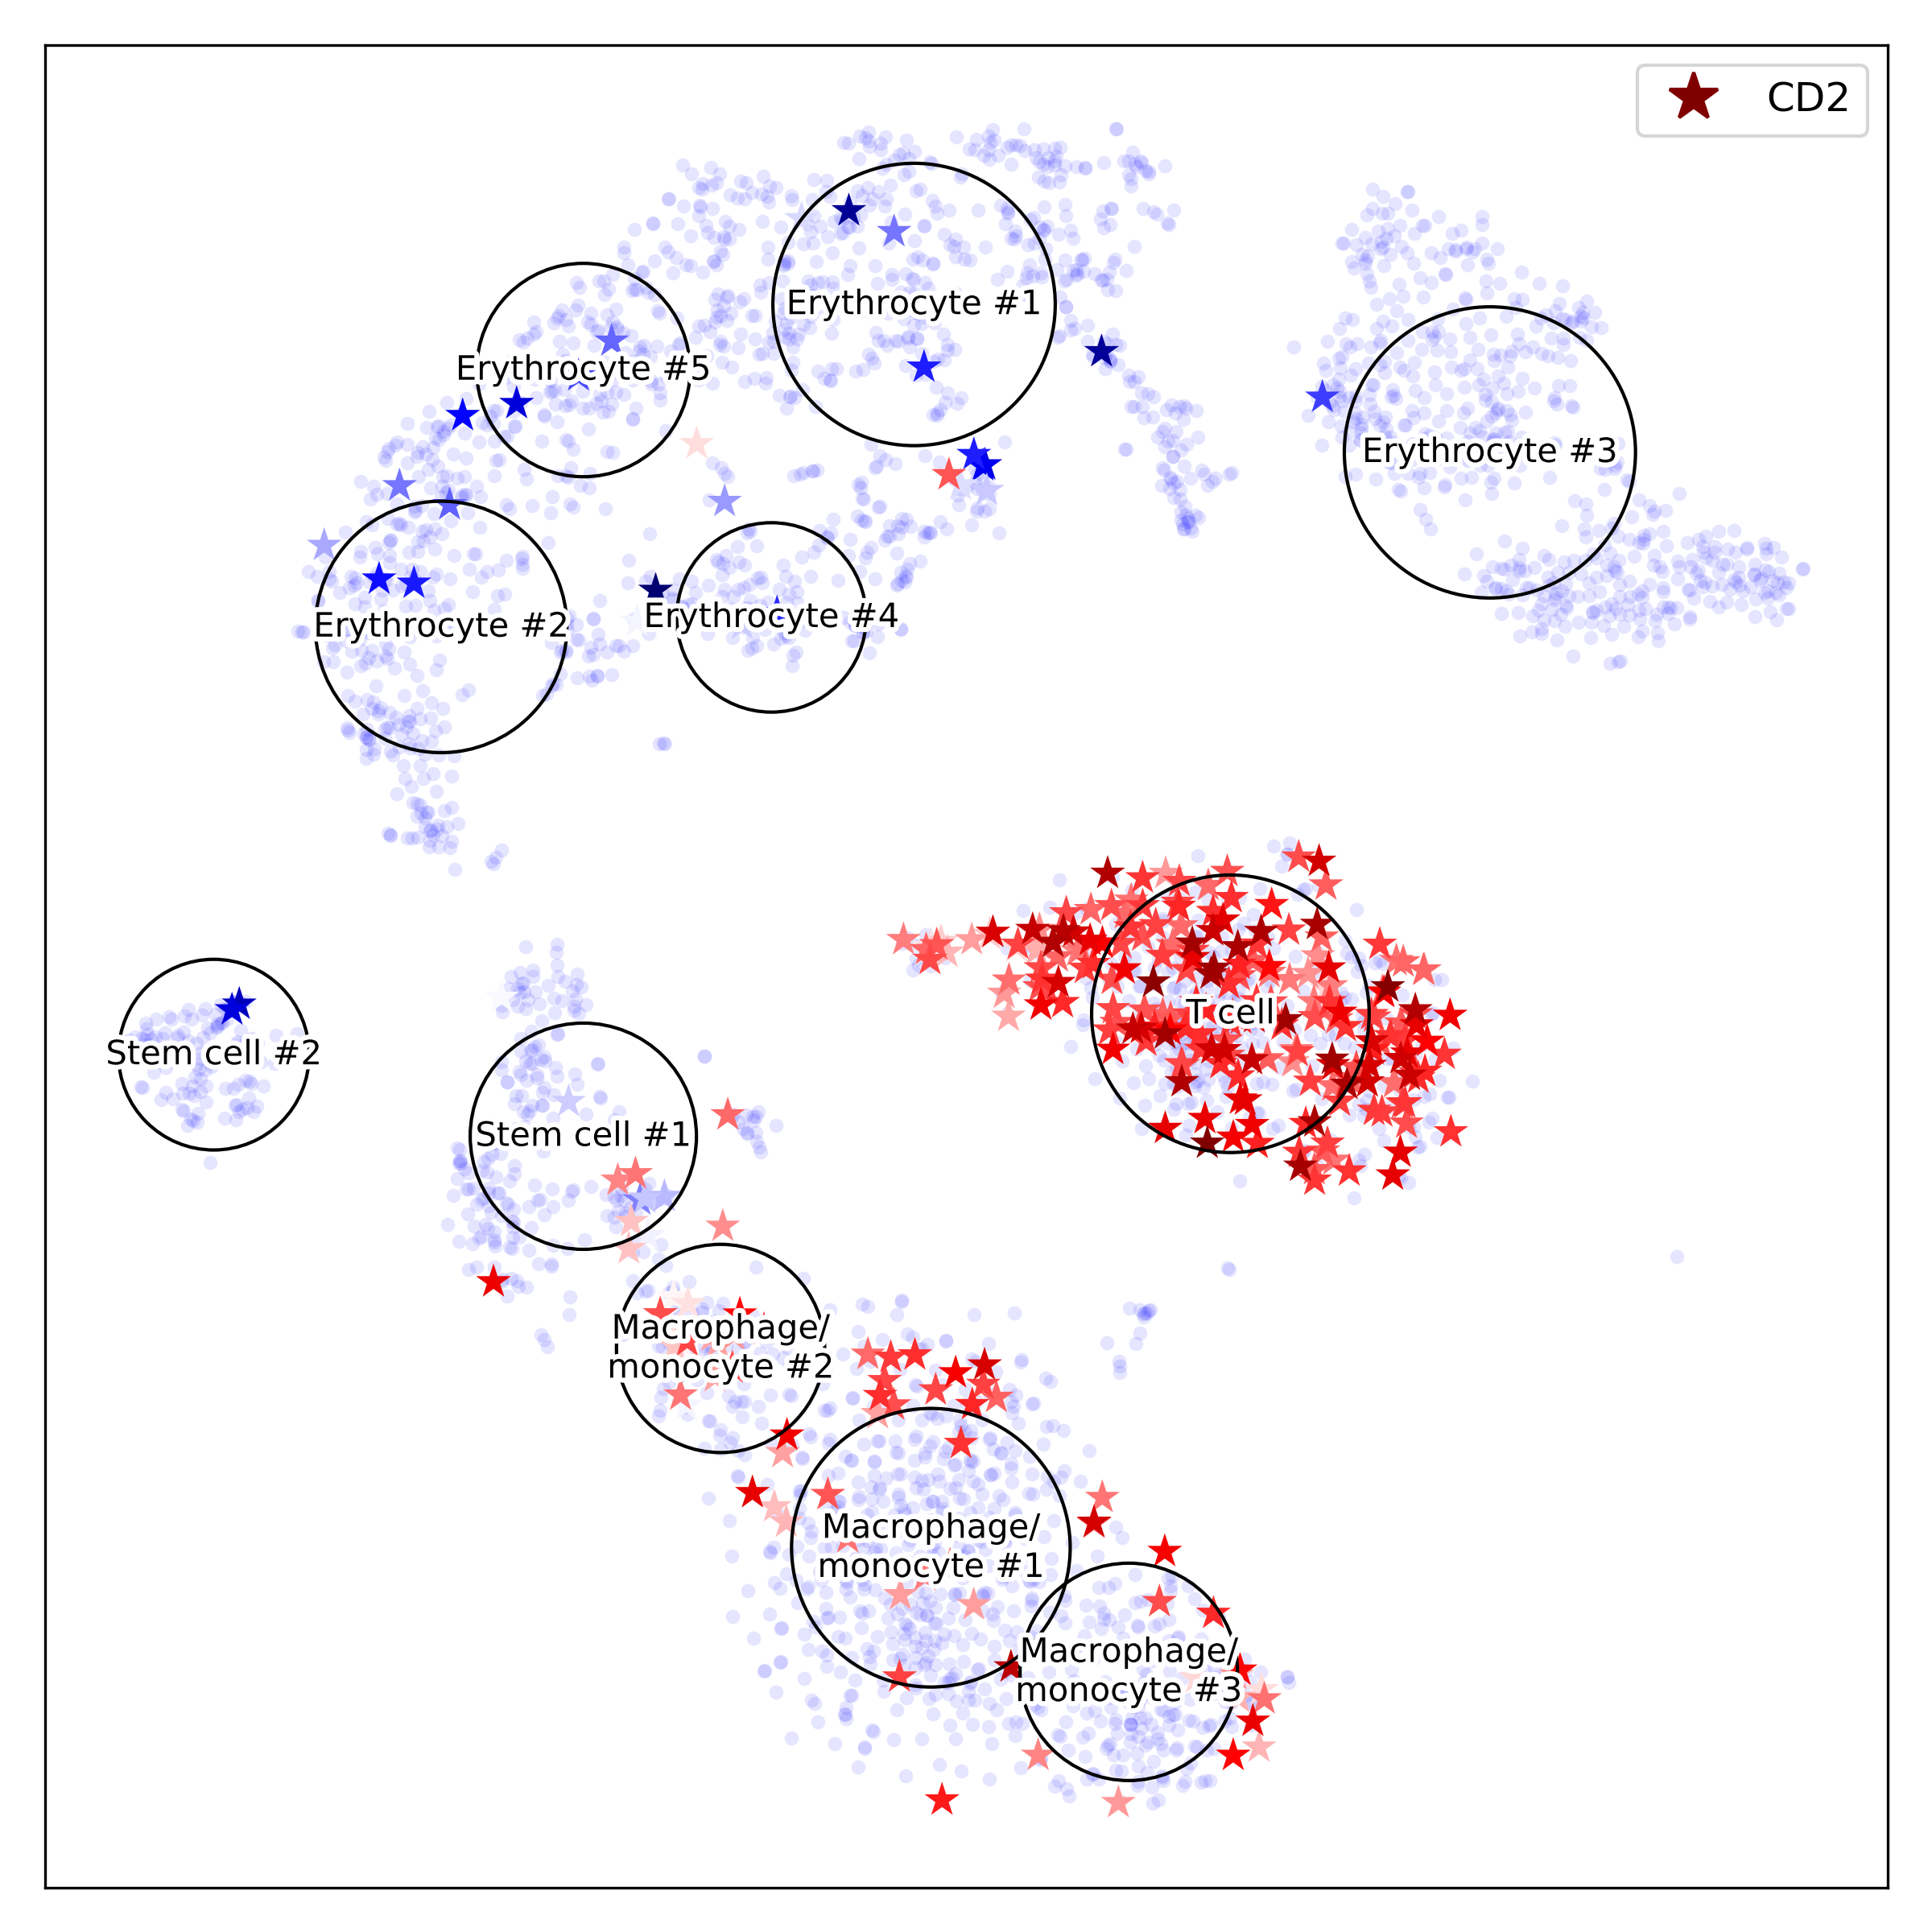 CD2
Erythrocyte #1
Erythrocyte #5
Erythrocyte #3
Erythrocyte #4
Erythrocyte #2
T cell
Stem cell #2
Stem cell #1
Macrophage/
monocyte #2
Macrophage/
monocyte #1
Macrophage/
monocyte #3